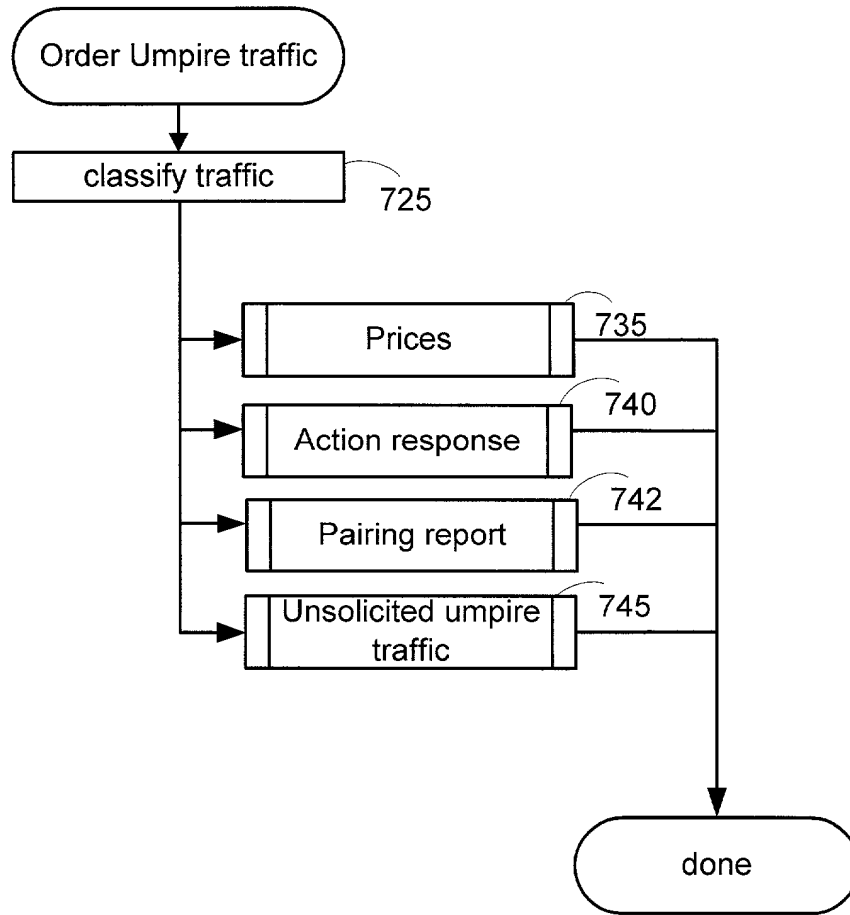 Order Umpire traffic
classify traffic
725
Prices
735
Action response
740
Pairing report
742
Unsolicited umpire
traffic
745
done